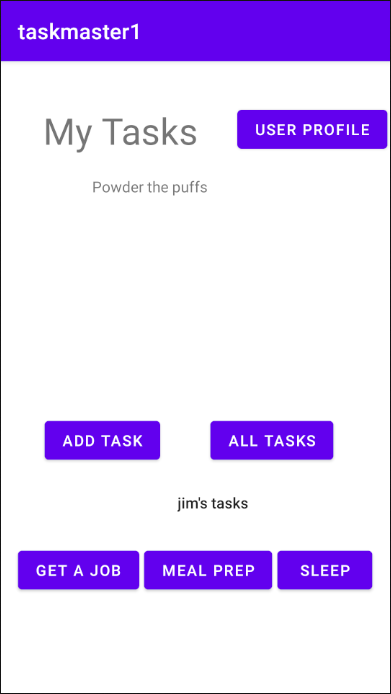 taskmaster1
My Tasks
USER PROFILE
Powder the puffs
ADD TASK
ALL TASKS
jim's tasks
GET A JOB
MEAL PREP
SLEEP